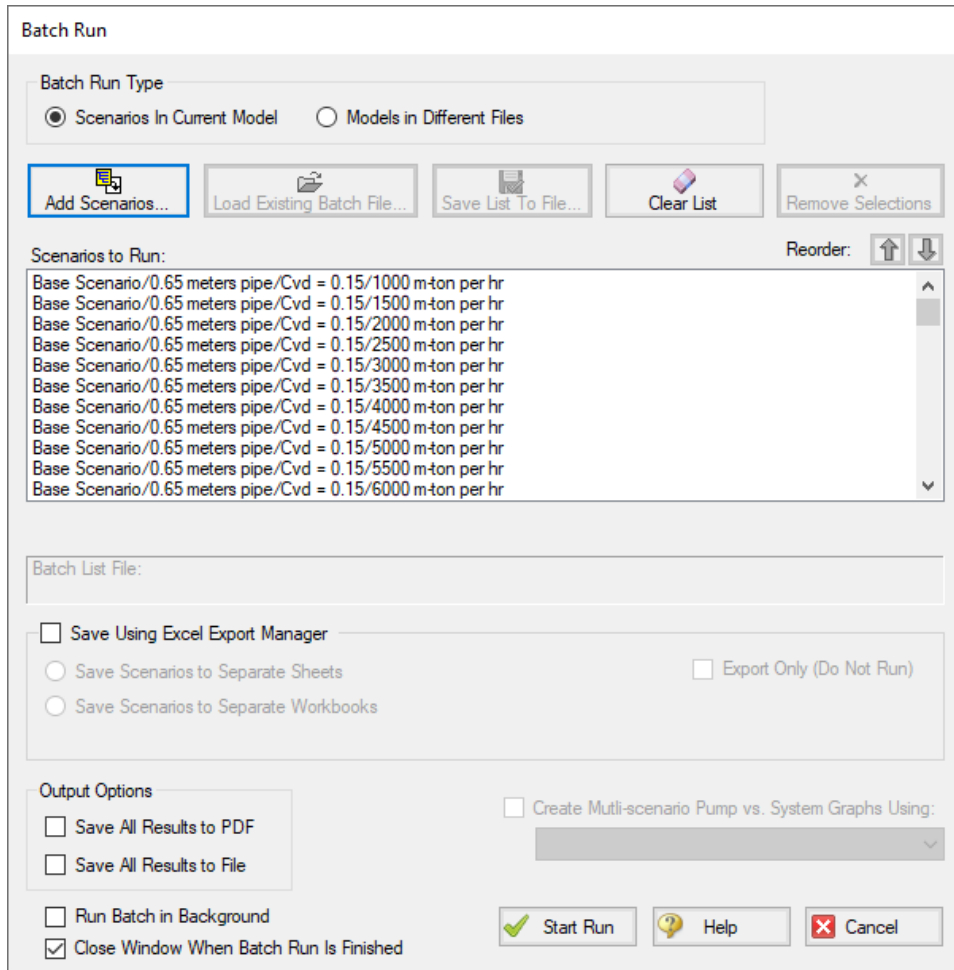 Batch Run
Batch Run Type
Scenarios In Current Model
Models in Different Files
Add Scenarios...
Load Existing Batch File...
Save List To File...
Clear List
Remove Selections
Scenarios to Run:
Reorder:
Base Scenario/0.65 meters pipe/Cvd = 0.15/1000 m-ton per hr
Base Scenario/0.65 meters pipe/Cvd = 0.15/1500 m-ton per hr
Base Scenario/0.65 meters pipe/Cvd = 0.15/2000 m-ton per hr
Base Scenario/0.65 meters pipe/Cvd = 0.15/2500 m-ton per hr
Base Scenario/0.65 meters pipe/Cvd = 0.15/3000 m-ton per hr
Base Scenario/0.65 meters pipe/Cvd = 0.15/3500 m-ton per hr
Base Scenario/0.65 meters pipe/Cvd = 0.15/4000 m-ton per hr
Base Scenario/0.65 meters pipe/Cvd = 0.15/4500 m-ton per hr
Base Scenario/0.65 meters pipe/Cvd = 0.15/5000 m-ton per hr
Base Scenario/0.65 meters pipe/Cvd = 0.15/5500 m-ton per hr
Base Scenario/0.65 meters pipe/Cvd = 0.15/6000 m-ton per hr
Batch List File:
Save Using Excel Export Manager
Save Scenarios to Separate Sheets
Export Only (Do Not Run)
Save Scenarios to Separate Workbooks
Output Options
Save All Results to PDF
Save All Results to File
Create Mutli-scenario Pump vs. System Graphs Using:
Run Batch in Background
Close Window When Batch Run Is Finished
Start Run
Help
Cancel